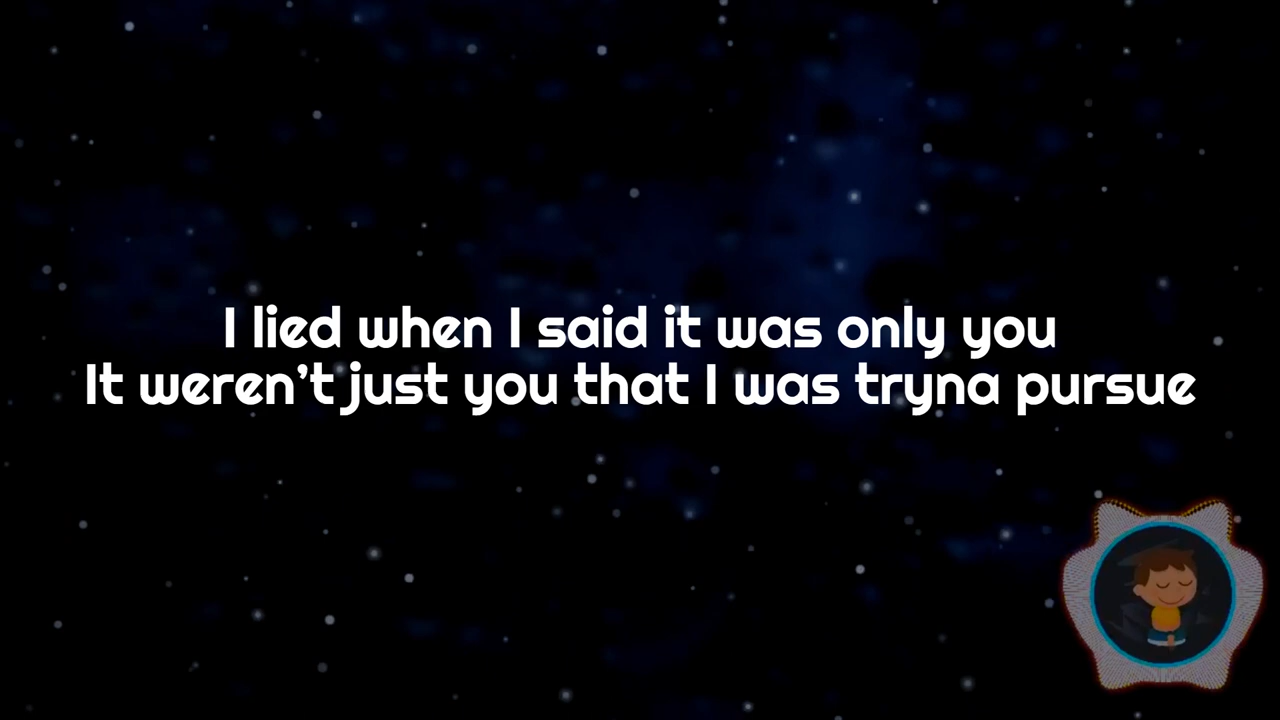 I lied when I said it was only you
It weren't just you that I was tryna pursue